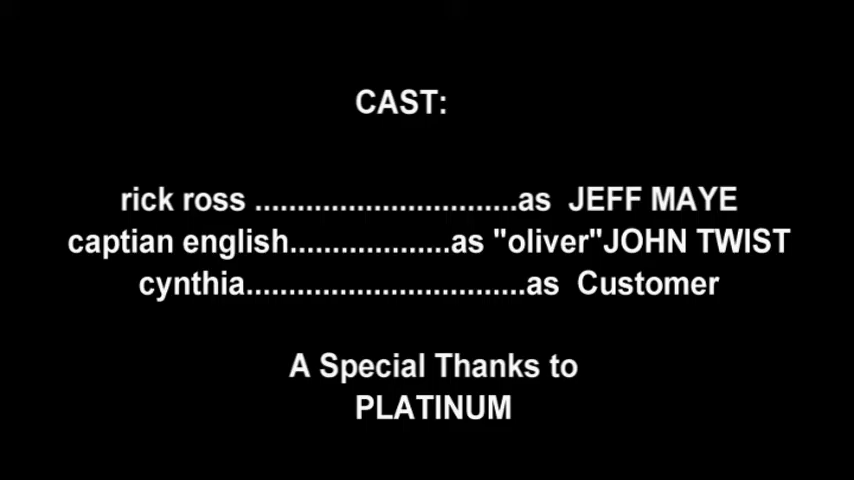 CAST:
rick ross ...............................as  JEFF MAYE
captian english...................as "oliver"JOHN TWIST
cynthia.................................as  Customer
A Special Thanks to
PLATINUM